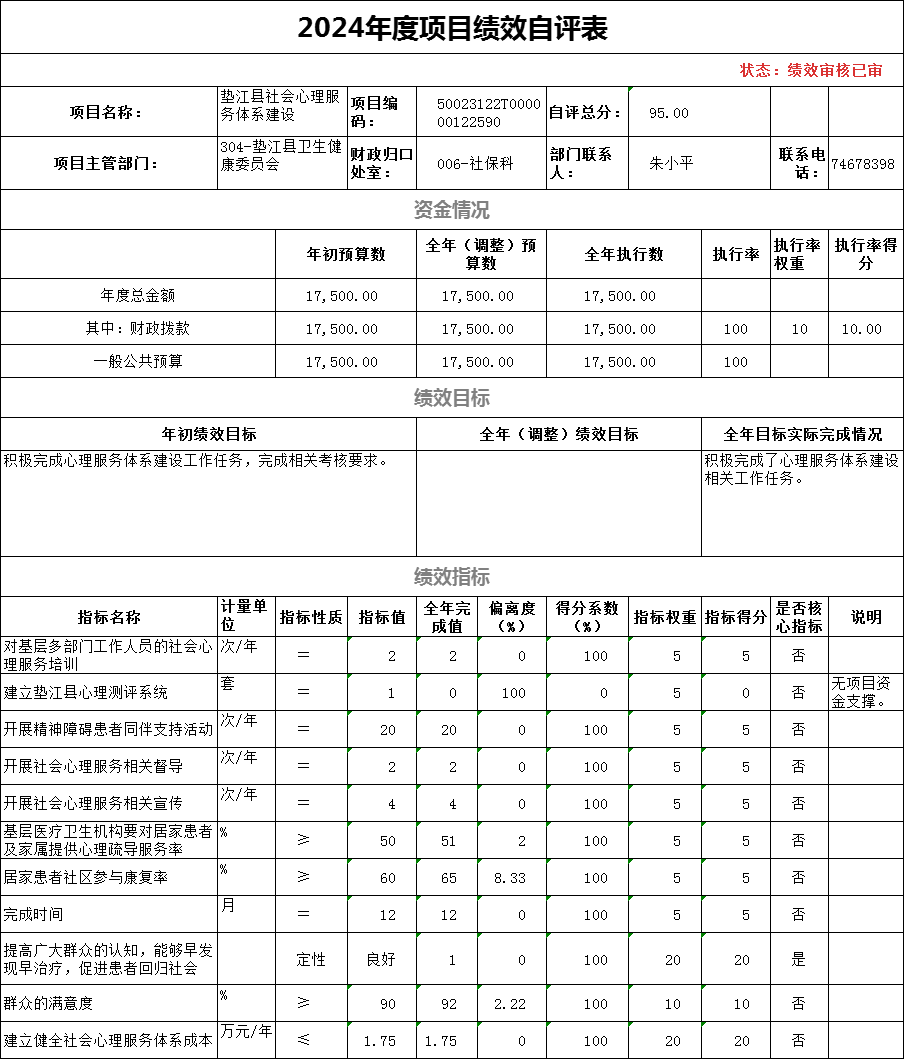 2024年度项目绩效自评表
状态：绩效审核已审
项目名称： 垫江县社会心理服务体系建设 项目编码： 50023122T000000122590 自评总分： 95.00
项目主管部门： 304-垫江县卫生健康委员会 财政归口处室： 006-社保科 部门联系人： 朱小平 联系电话： 74678398
资金情况
年初预算数 全年（调整）预算数 全年执行数 执行率 执行率权重 执行率得分
年度总金额 17,500.00 17,500.00 17,500.00
其中：财政拨款 17,500.00 17,500.00 17,500.00 100 10 10.00
一般公共预算 17,500.00 17,500.00 17,500.00 100
绩效目标
年初绩效目标 全年（调整）绩效目标 全年目标实际完成情况
积极完成心理服务体系建设工作任务，完成相关考核要求。 积极完成了心理服务体系建设相关工作任务。
绩效指标
指标名称 计量单位 指标性质 指标值 全年完成值 偏离度（%） 得分系数（%） 指标权重 指标得分 是否核心指标 说明
对基层多部门工作人员的社会心理服务培训 次/年 ＝ 2 2 0 100 5 5 否
建立垫江县心理测评系统 套 ＝ 1 0 100 0 5 0 否 无项目资金支撑。
开展精神障碍患者同伴支持活动 次/年 ＝ 20 20 0 100 5 5 否
开展社会心理服务相关督导 次/年 ＝ 2 2 0 100 5 5 否
开展社会心理服务相关宣传 次/年 ＝ 4 4 0 100 5 5 否
基层医疗卫生机构要对居家患者及家属提供心理疏导服务率 % ≥ 50 51 2 100 5 5 否
居家患者社区参与康复率 % ≥ 60 65 8.33 100 5 5 否
完成时间 月 ＝ 12 12 0 100 5 5 否
提高广大群众的认知，能够早发现早治疗，促进患者回归社会 定性 良好 1 0 100 20 20 是
群众的满意度 % ≥ 90 92 2.22 100 10 10 否
建立健全社会心理服务体系成本 万元/年 ≤ 1.75 1.75 0 100 20 20 否